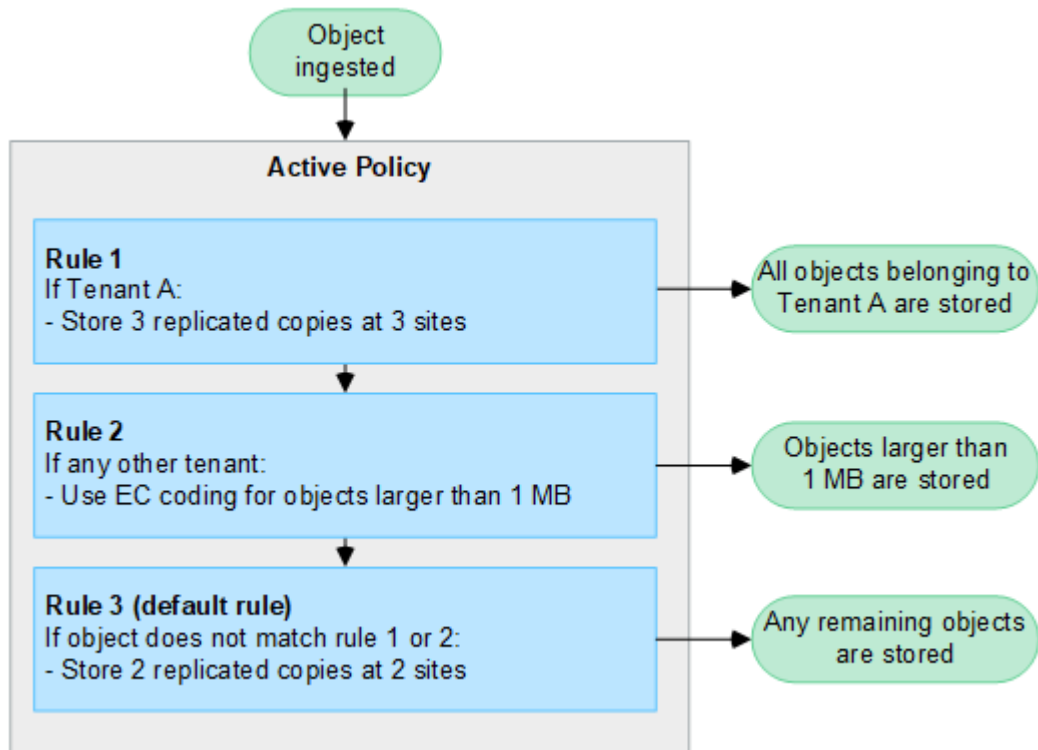 Object
ingested
Active Policy
Rule 1
If Tenant A:
- Store 3 replicated copies at 3 sites
All objects belonging to
Tenant A are stored
Rule 2
If any other tenant:
- Use EC coding for objects larger than 1 MB
Objects larger than
1 MB are stored
Rule 3 (default rule)
If object does not match rule 1 or 2:
- Store 2 replicated copies at 2 sites
Any remaining objects
are stored